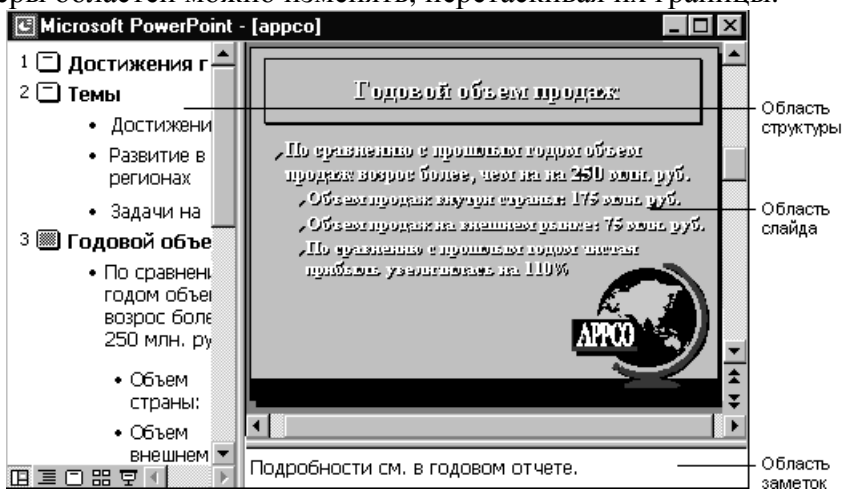 еры областей можно изменять, перетаскивая их границы.
Microsoft PowerPoint - [appco]
1 Достижения г
2 Темы
• Достижени
• Развитие в
регионах
• Задачи на
3 Годовой объе
• По сравнени
годом объе
возрос боле
250 млн. ру
• Объем
страны:
• Объем
внешнем
Годовой объем продаж
По сравнению с прошлым годом объем
продаж возрос более, чем на на 250 млн. руб.
Объем продаж внутри страны: 175 млн. руб.
Объем продаж на внешнем рынке: 75 млн. руб.
По сравнению с прошлым годом чистая
прибыль увеличилась на 110%
APPCO
Подробности см. в годовом отчете.
Область
структуры
Область
слайда
Область
заметок